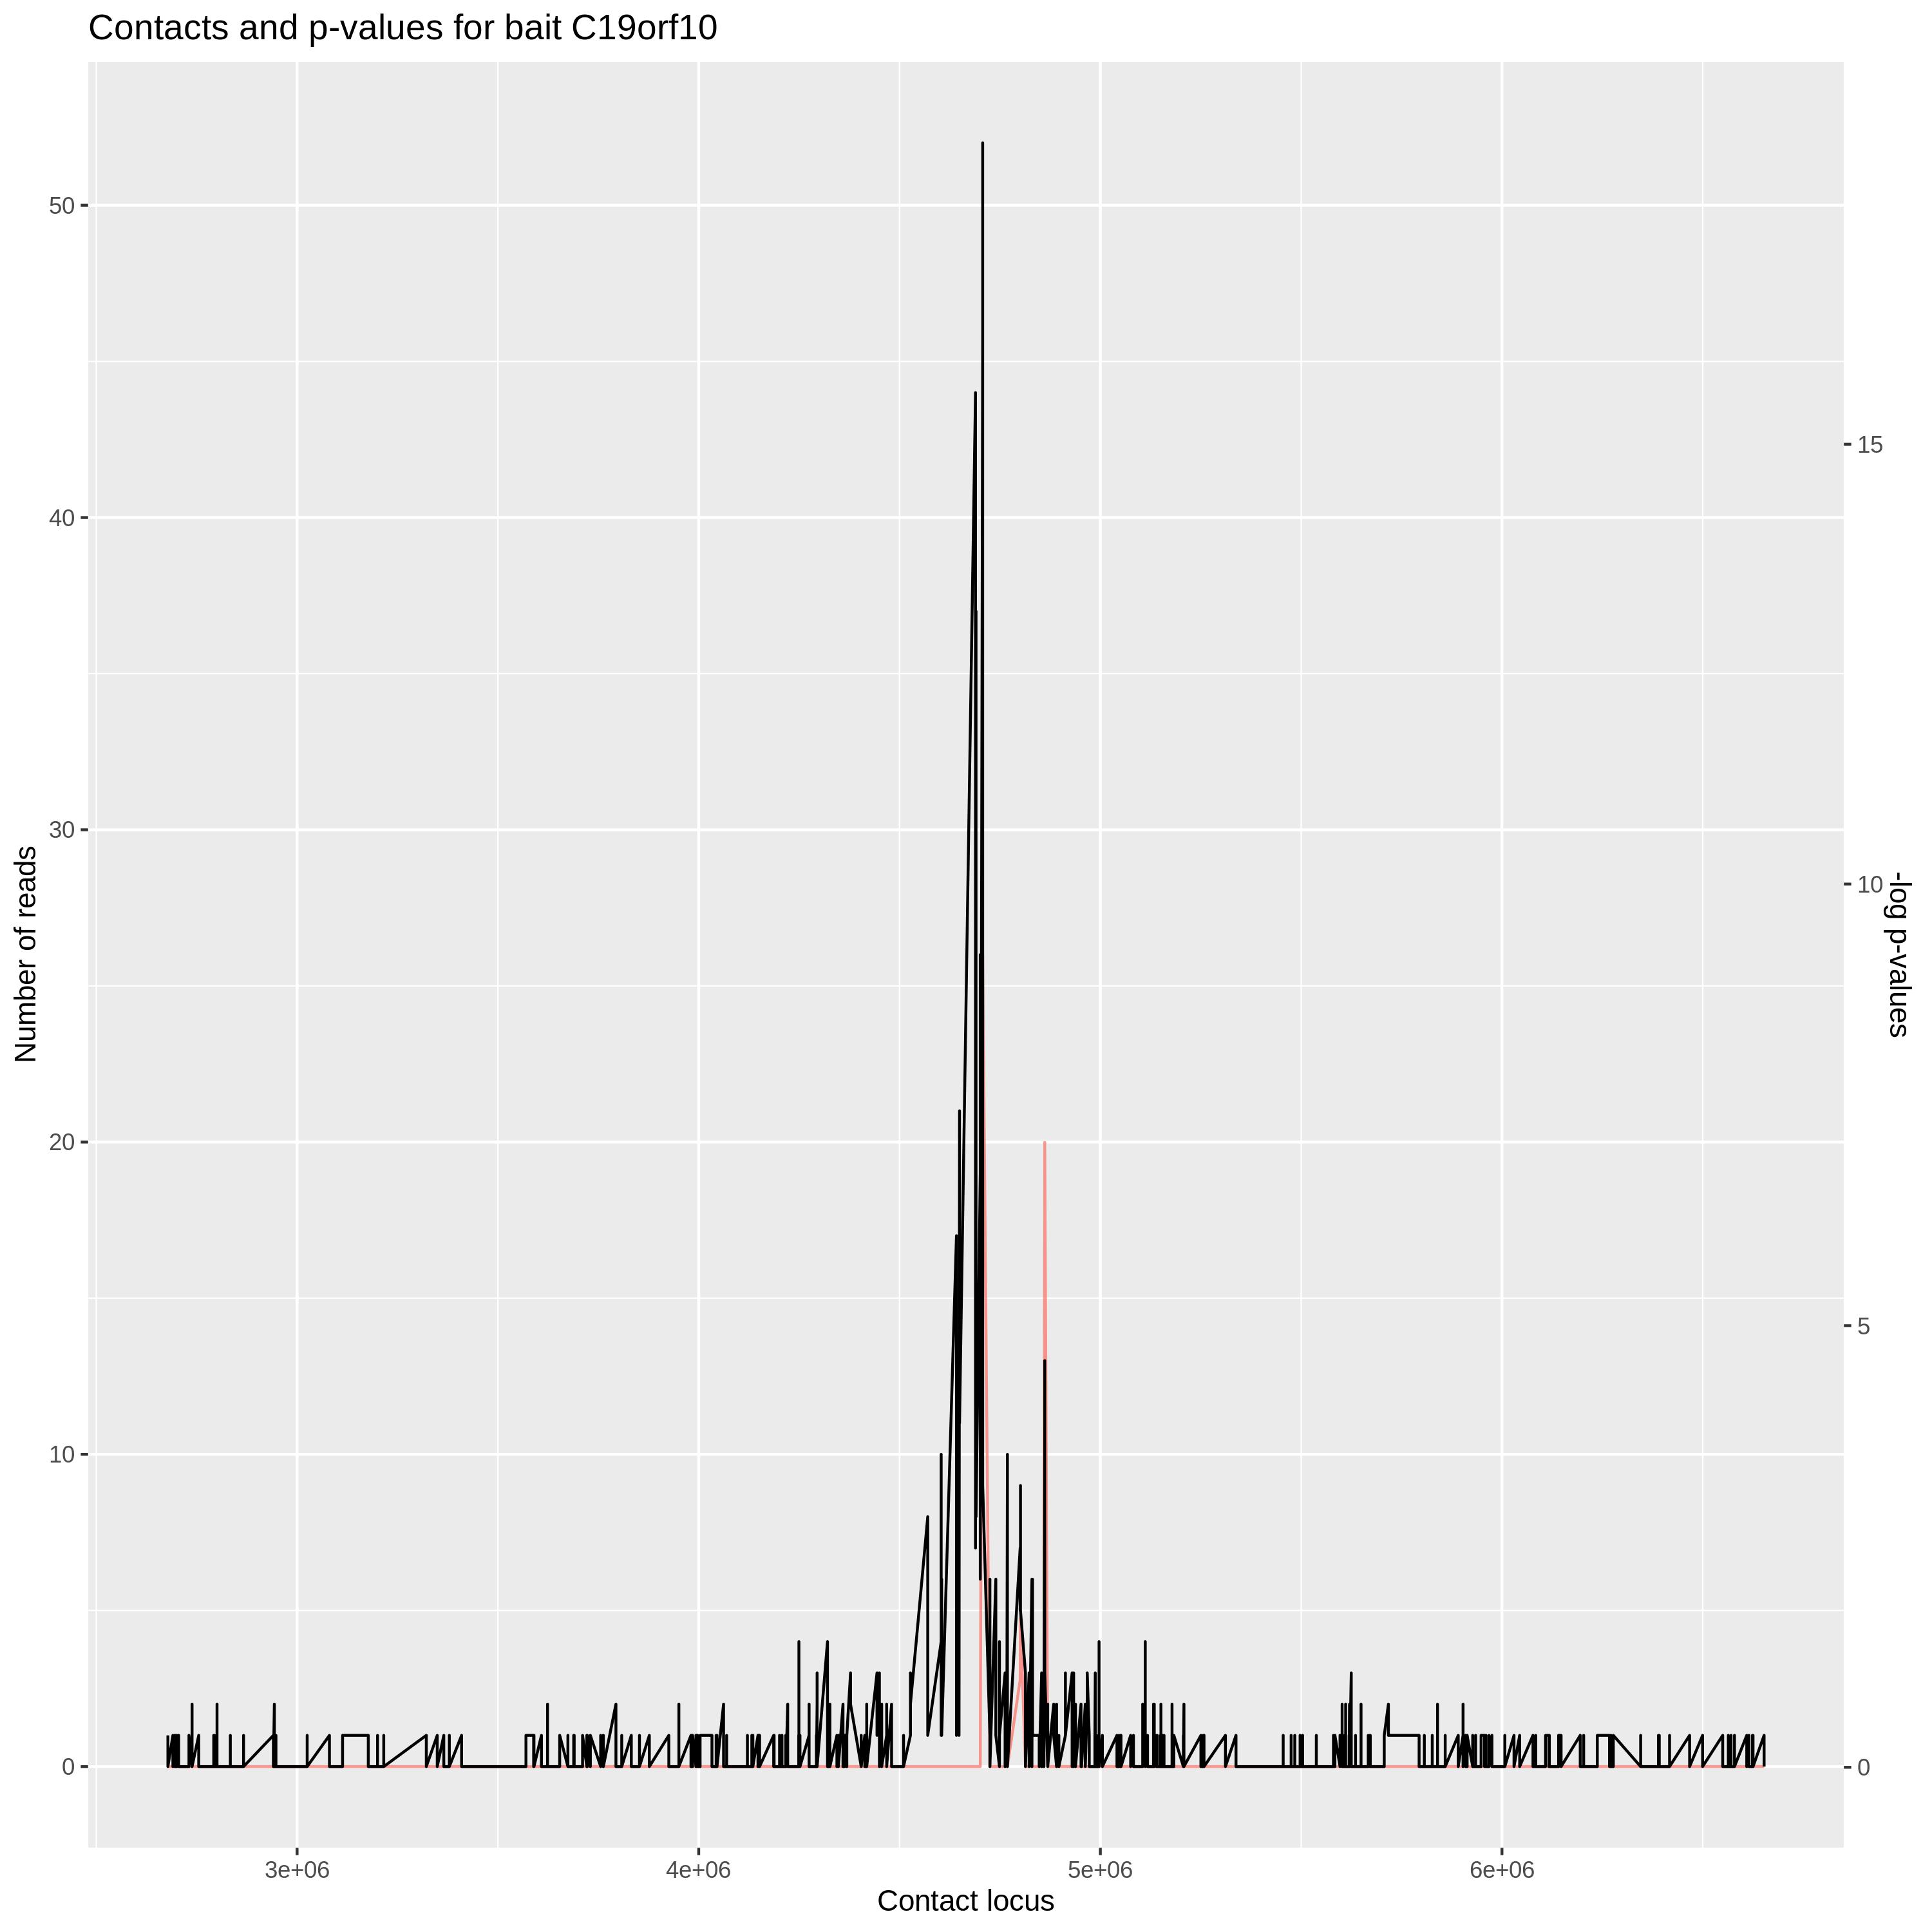 Contacts and p-values for bait C19orf10
50
40
30
20
10
0
Number of reads
15
10
5
0
-log p-values
3e+06
4e+06
5e+06
6e+06
Contact locus